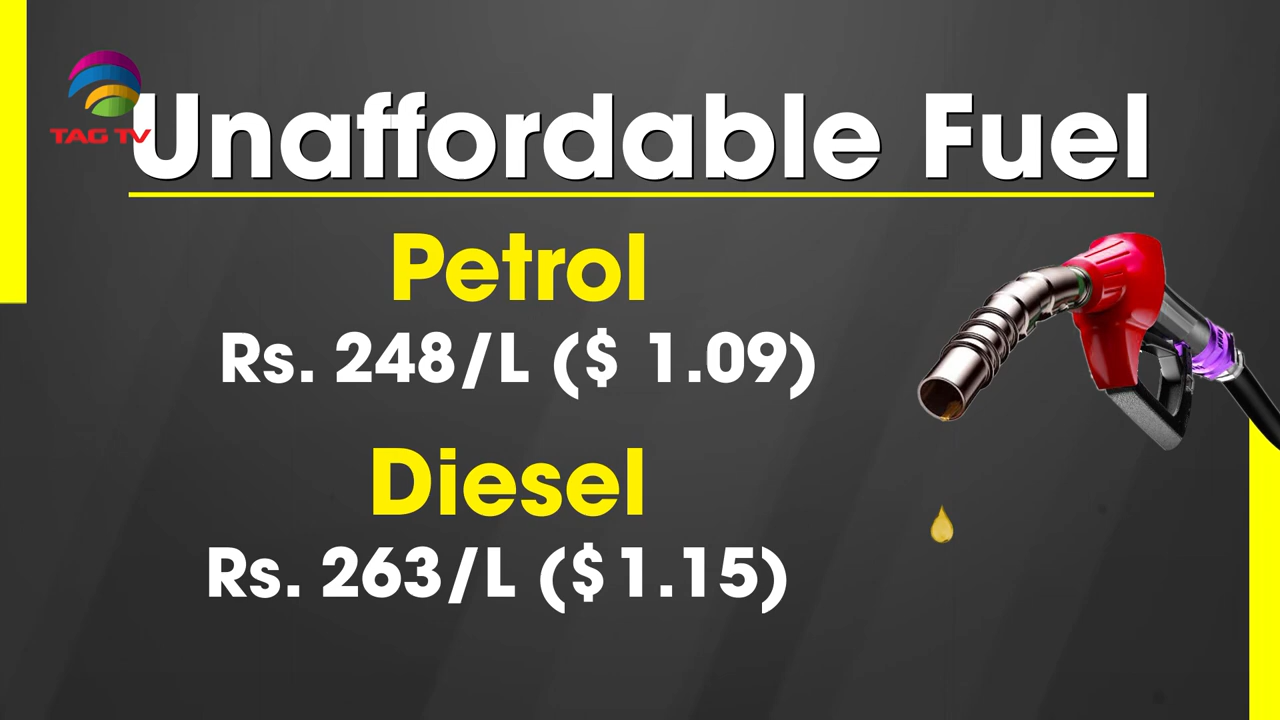 TAG TV
Unaffordable Fuel
Petrol
Rs. 248/L ($ 1.09)
Diesel
Rs. 263/L ($ 1.15)